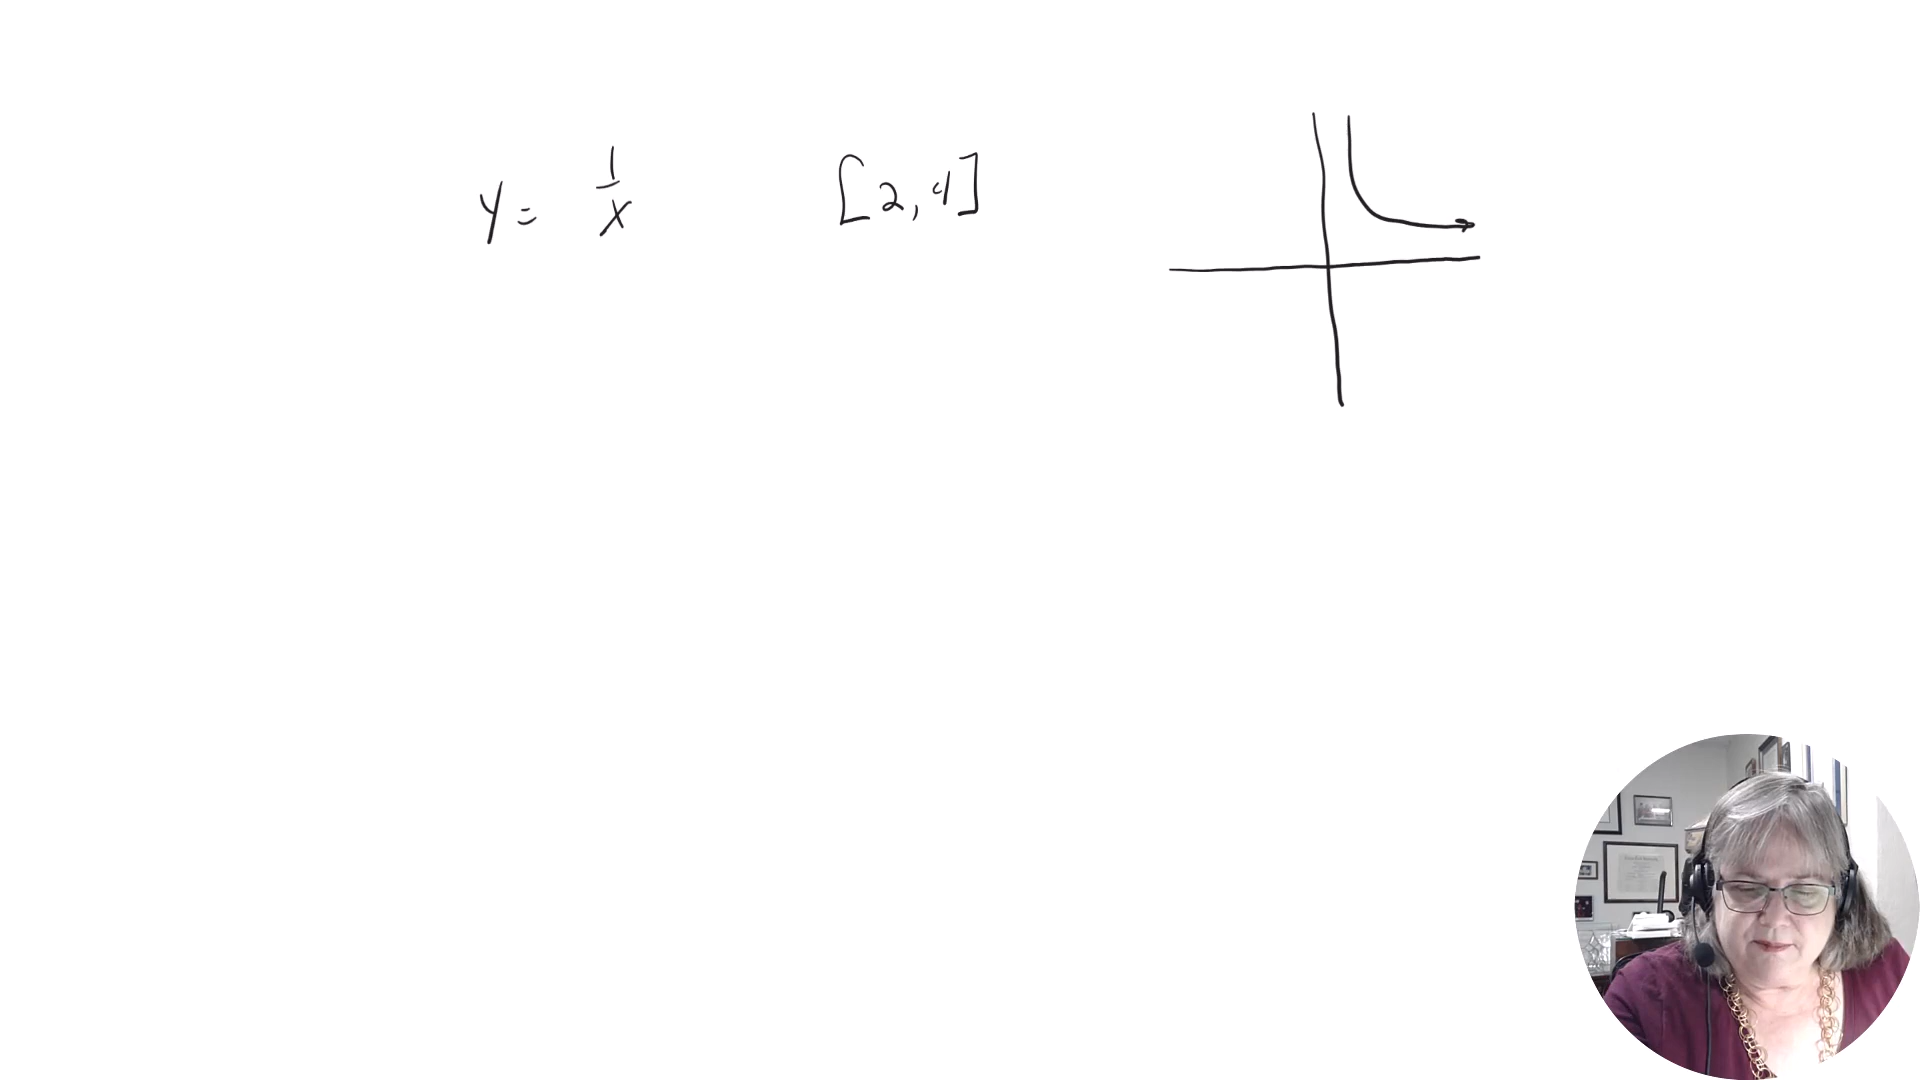 y = 1/x [2,4]